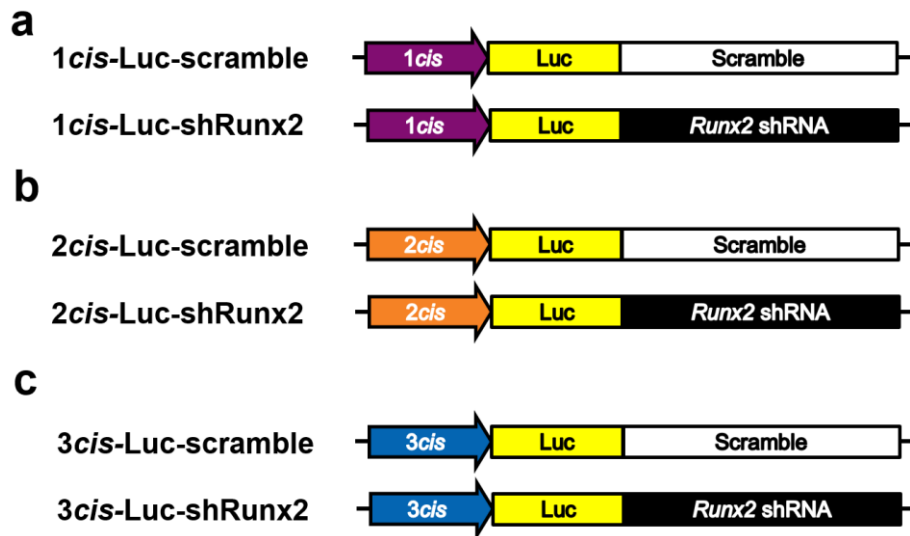 a
1cis-Luc-scramble 1cis Luc Scramble
1cis-Luc-shRunx2 1cis Luc Runx2 shRNA
b
2cis-Luc-scramble 2cis Luc Scramble
2cis-Luc-shRunx2 2cis Luc Runx2 shRNA
c
3cis-Luc-scramble 3cis Luc Scramble
3cis-Luc-shRunx2 3cis Luc Runx2 shRNA